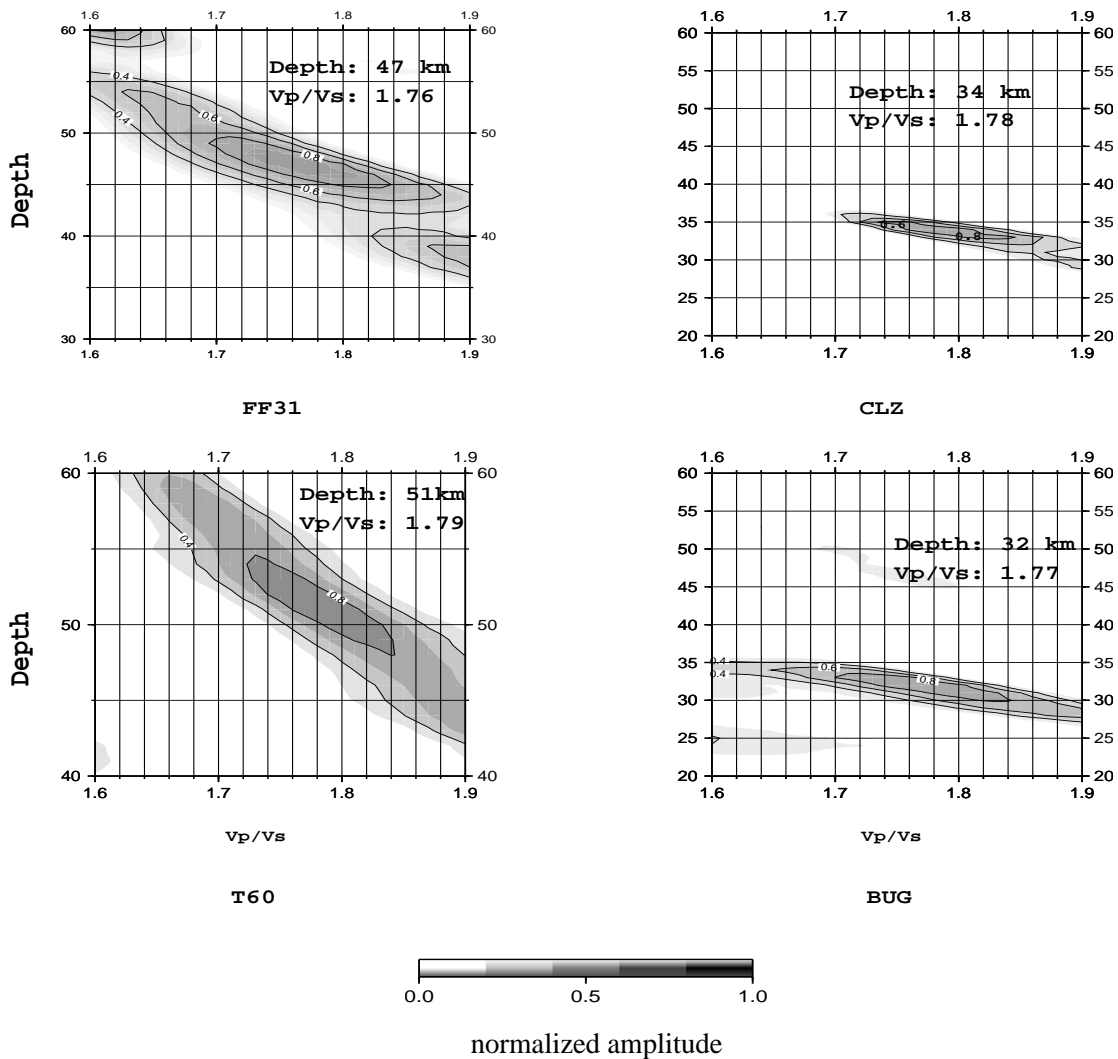 1.6 1.7 1.8 1.9
60 60
Depth: 47 km
Vp/Vs: 1.76
0.4
0.6
0.4
50 50
0.8
0.6
40 40
30 30
1.6 1.7 1.8 1.9
Depth
FF31
1.6 1.7 1.8 1.9
60 60
55 55
Depth: 34 km
50 50
Vp/Vs: 1.78
45 45
40 40
35 35
0.6
0.8
30 30
25 25
20 20
1.6 1.7 1.8 1.9
CLZ
1.6 1.7 1.8 1.9
60 60
Depth: 51km
Vp/Vs: 1.79
0.4
0.8
50 50
40 40
1.6 1.7 1.8 1.9
Depth
Vp/Vs
T60
1.6 1.7 1.8 1.9
60 60
55 55
Depth: 32 km
50 50
Vp/Vs: 1.77
45 45
40 40
35 35
0.4
0.6
0.4
0.8
30 30
25 25
20 20
1.6 1.7 1.8 1.9
Vp/Vs
BUG
0.0 0.5 1.0
normalized amplitude